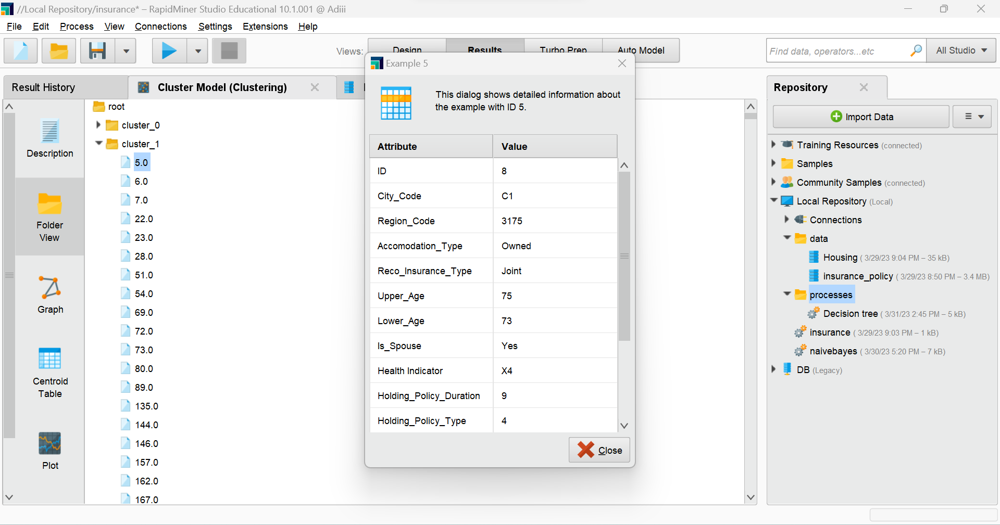 //Local Repository/insurance* – RapidMiner Studio Educational 10.1.001 @ Adiii
File Edit Process View Connections Settings Extensions Help
Views: Design Results Turbo Prep Auto Model
Find data, operators...etc
All Studio
Result History
Cluster Model (Clustering)
Description
Folder
View
Graph
Centroid
Table
Plot
root
cluster_0
cluster_1
5.0
6.0
7.0
22.0
23.0
28.0
51.0
54.0
69.0
72.0
73.0
80.0
89.0
135.0
144.0
146.0
157.0
162.0
167.0
Example 5
This dialog shows detailed information about
the example with ID 5.
Attribute Value
ID 8
City_Code C1
Region_Code 3175
Accomodation_Type Owned
Reco_Insurance_Type Joint
Upper_Age 75
Lower_Age 73
Is_Spouse Yes
Health Indicator X4
Holding_Policy_Duration 9
Holding_Policy_Type 4
Close
Repository
Import Data
Training Resources (connected)
Samples
Community Samples (connected)
Local Repository (Local)
Connections
data
Housing ( 3/29/23 9:04 PM – 35 kB)
insurance_policy ( 3/29/23 8:50 PM – 3.4 MB)
processes
Decision tree ( 3/31/23 2:45 PM – 5 kB)
insurance ( 3/29/23 9:03 PM – 1 kB)
naivebayes ( 3/30/23 5:20 PM – 7 kB)
DB (Legacy)